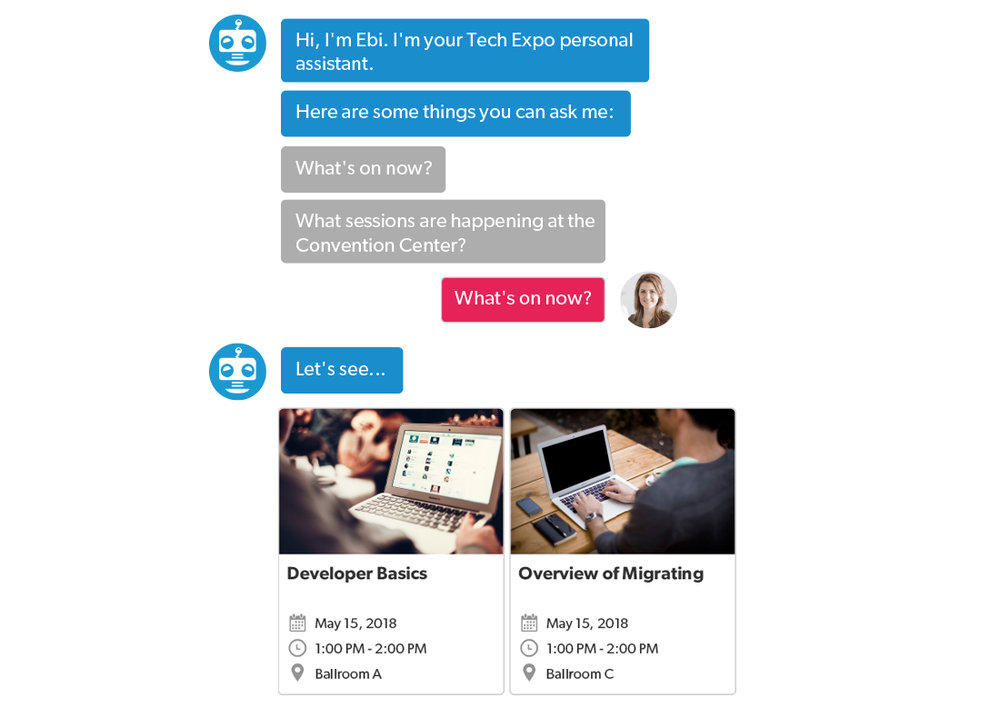 Hi, I'm Ebi. I'm your Tech Expo personal
assistant.
Here are some things you can ask me:
What's on now?
What sessions are happening at the
Convention Center?
What's on now?
Let's see...
Developer Basics
May 15, 2018
1:00 PM - 2:00 PM
Ballroom A
Overview of Migrating
May 15, 2018
1:00 PM - 2:00 PM
Ballroom C